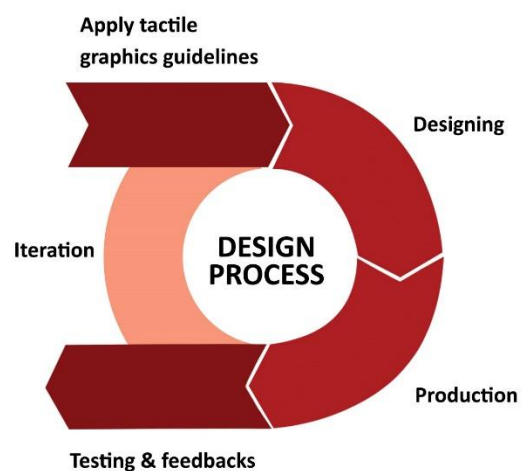 Apply tactile
graphics guidelines
Designing
Iteration
DESIGN
PROCESS
Production
Testing & feedbacks